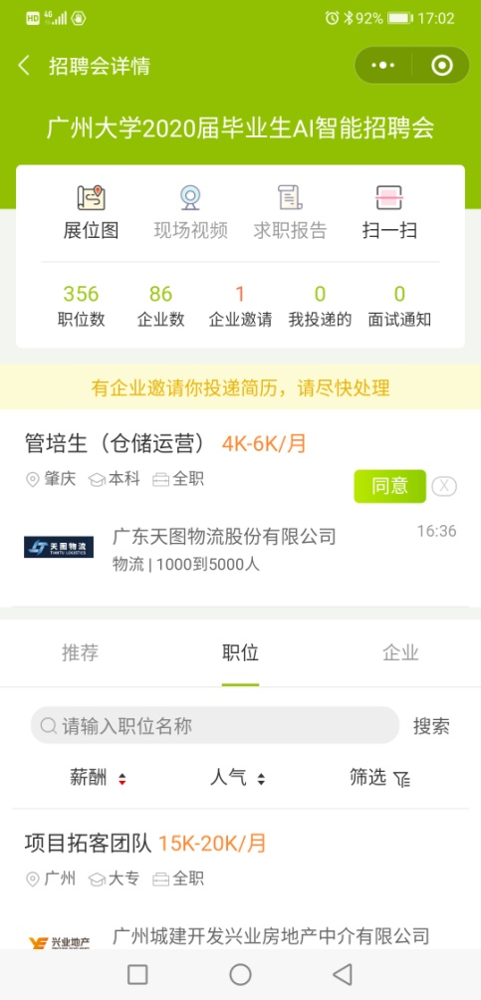 HD 4G 92% 17:02
招聘会详情
广州大学2020届毕业生AI智能招聘会
展位图 现场视频 求职报告 扫一扫
356 86 1 0 0
职位数 企业数 企业邀请 我投递的 面试通知
有企业邀请你投递简历，请尽快处理
管培生（仓储运营） 4K-6K/月
肇庆 本科 全职
同意 X
天图物流
TIANTU LOGISTICS
广东天图物流股份有限公司 16:36
物流 | 1000到5000人
推荐 职位 企业
请输入职位名称 搜索
薪酬 人气 筛选
项目拓客团队 15K-20K/月
广州 大专 全职
兴业地产
广州城建开发兴业房地产中介有限公司